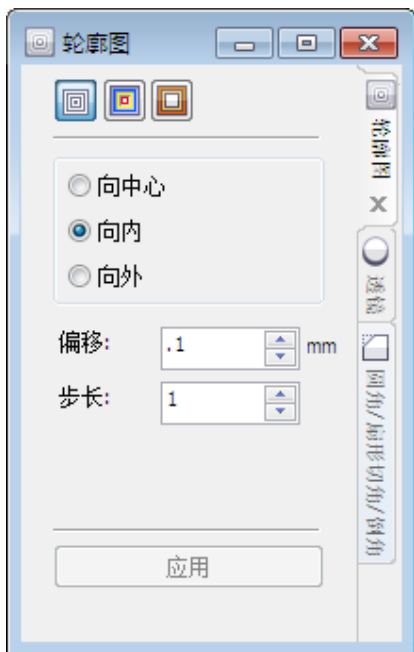 轮廓图
向中心
向内
向外
偏移: .1 mm
步长: 1
应用
轮廓图
透镜
圆角/扇形切角/倒角